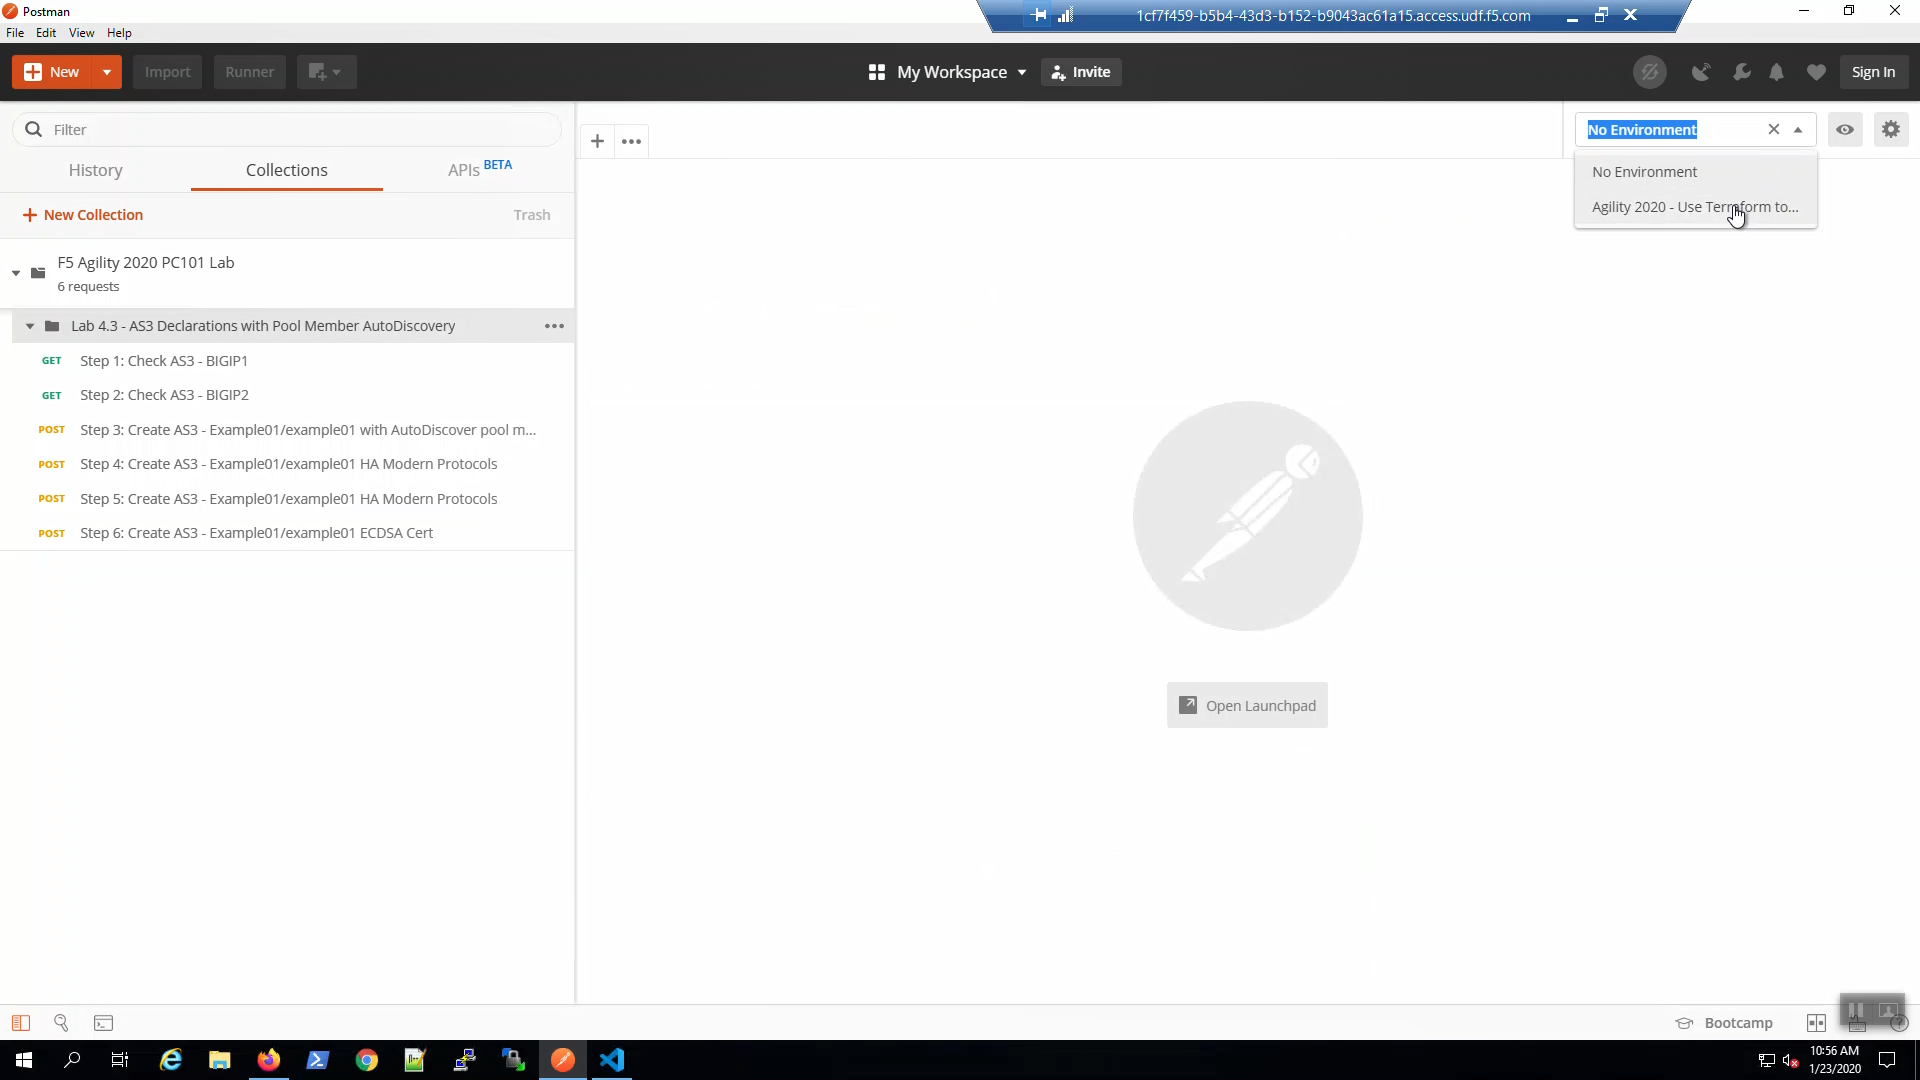 Postman
1cf7f459-b5b4-43d3-b152-b9043ac61a15.access.udf.f5.com
File Edit View Help
New Import Runner My Workspace Invite Sign In
Filter
No Environment
History Collections APIs BETA
No Environment
Agility 2020 - Use Terraform to...
New Collection Trash
F5 Agility 2020 PC101 Lab
6 requests
Lab 4.3 - AS3 Declarations with Pool Member AutoDiscovery
GET Step 1: Check AS3 - BIGIP1
GET Step 2: Check AS3 - BIGIP2
POST Step 3: Create AS3 - Example01/example01 with AutoDiscover pool m...
POST Step 4: Create AS3 - Example01/example01 HA Modern Protocols
POST Step 5: Create AS3 - Example01/example01 HA Modern Protocols
POST Step 6: Create AS3 - Example01/example01 ECDSA Cert
Open Launchpad
Bootcamp
10:56 AM
1/23/2020